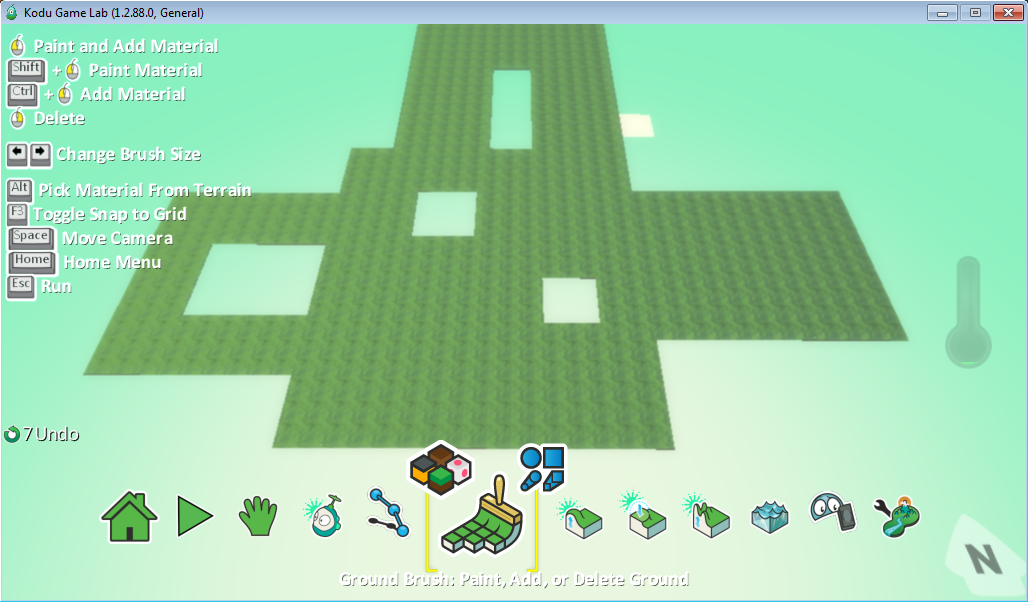 Kodu Game Lab (1.2.88.0, General)
Paint and Add Material
Shift + Paint Material
Ctrl + Add Material
Delete
Change Brush Size
Alt Pick Material From Terrain
F3 Toggle Snap to Grid
Space Move Camera
Home Home Menu
Esc Run
7 Undo
Ground Brush: Paint, Add, or Delete Ground
N